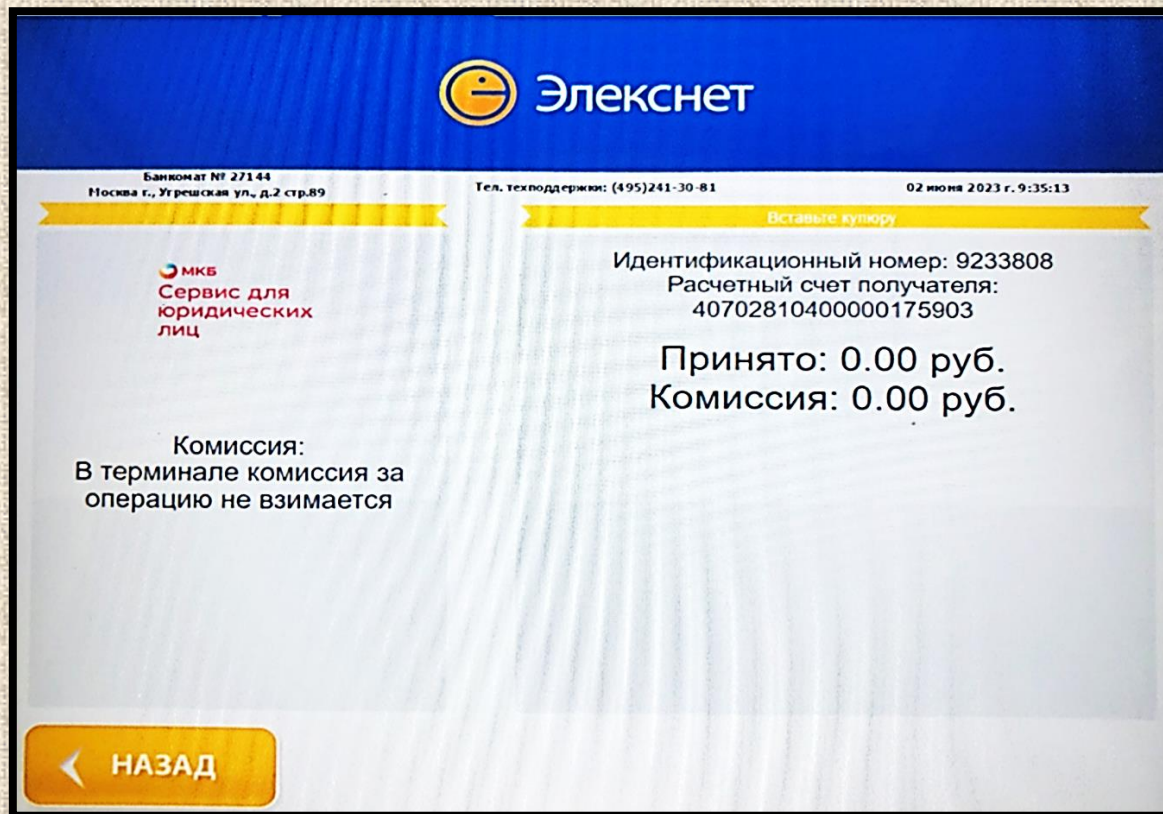 Элекснет
Банкомат № 27144
Москва г., Угрешская ул., д.2 стр.89
Тел. техподдержки: (495)241-30-81
02 июня 2023 г. 9:35:13
Вставьте купюру
МКБ
Сервис для
юридических
лиц
Комиссия:
В терминале комиссия за
операцию не взимается
Идентификационный номер: 9233808
Расчетный счет получателя:
40702810400000175903
Принято: 0.00 руб.
Комиссия: 0.00 руб.
НАЗАД